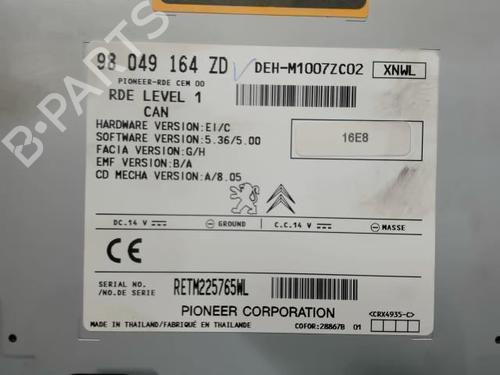 98 049 164 ZD DEH-M1007ZC02 XNWL
PIONEER-RDE CEM 00
RDE LEVEL 1
CAN
HARDWARE VERSION:EI/C
SOFTWARE VERSION:5.36/5.00
16E8
FACIA VERSION:G/H
EMF VERSION:B/A
CD MECHA VERSION:A/8.05
DC.14 V GROUND C.C.14 V MASSE
CE
SERIAL NO.
/NO.DE SERIE RETM225765WL
PIONEER CORPORATION <CRX4935-C>
MADE IN THAILAND/FABRIQUÉ EN THAILANDE COFOR:28867B 01
B-PARTS